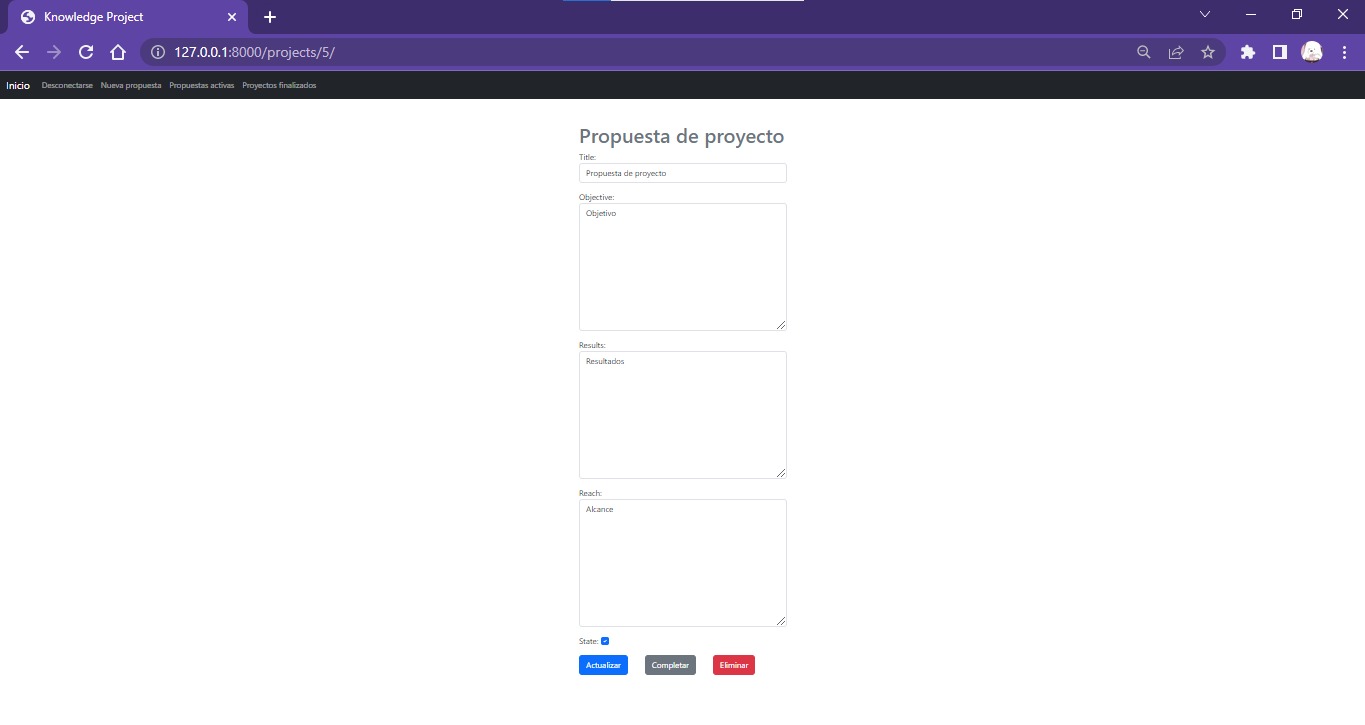 Knowledge Project
127.0.0.1:8000/projects/5/
Inicio Desconectarse Nueva propuesta Propuestas activas Proyectos finalizados
Propuesta de proyecto
Title:
Propuesta de proyecto
Objective:
Objetivo
Results:
Resultados
Reach:
Alcance
State:
Actualizar Completar Eliminar